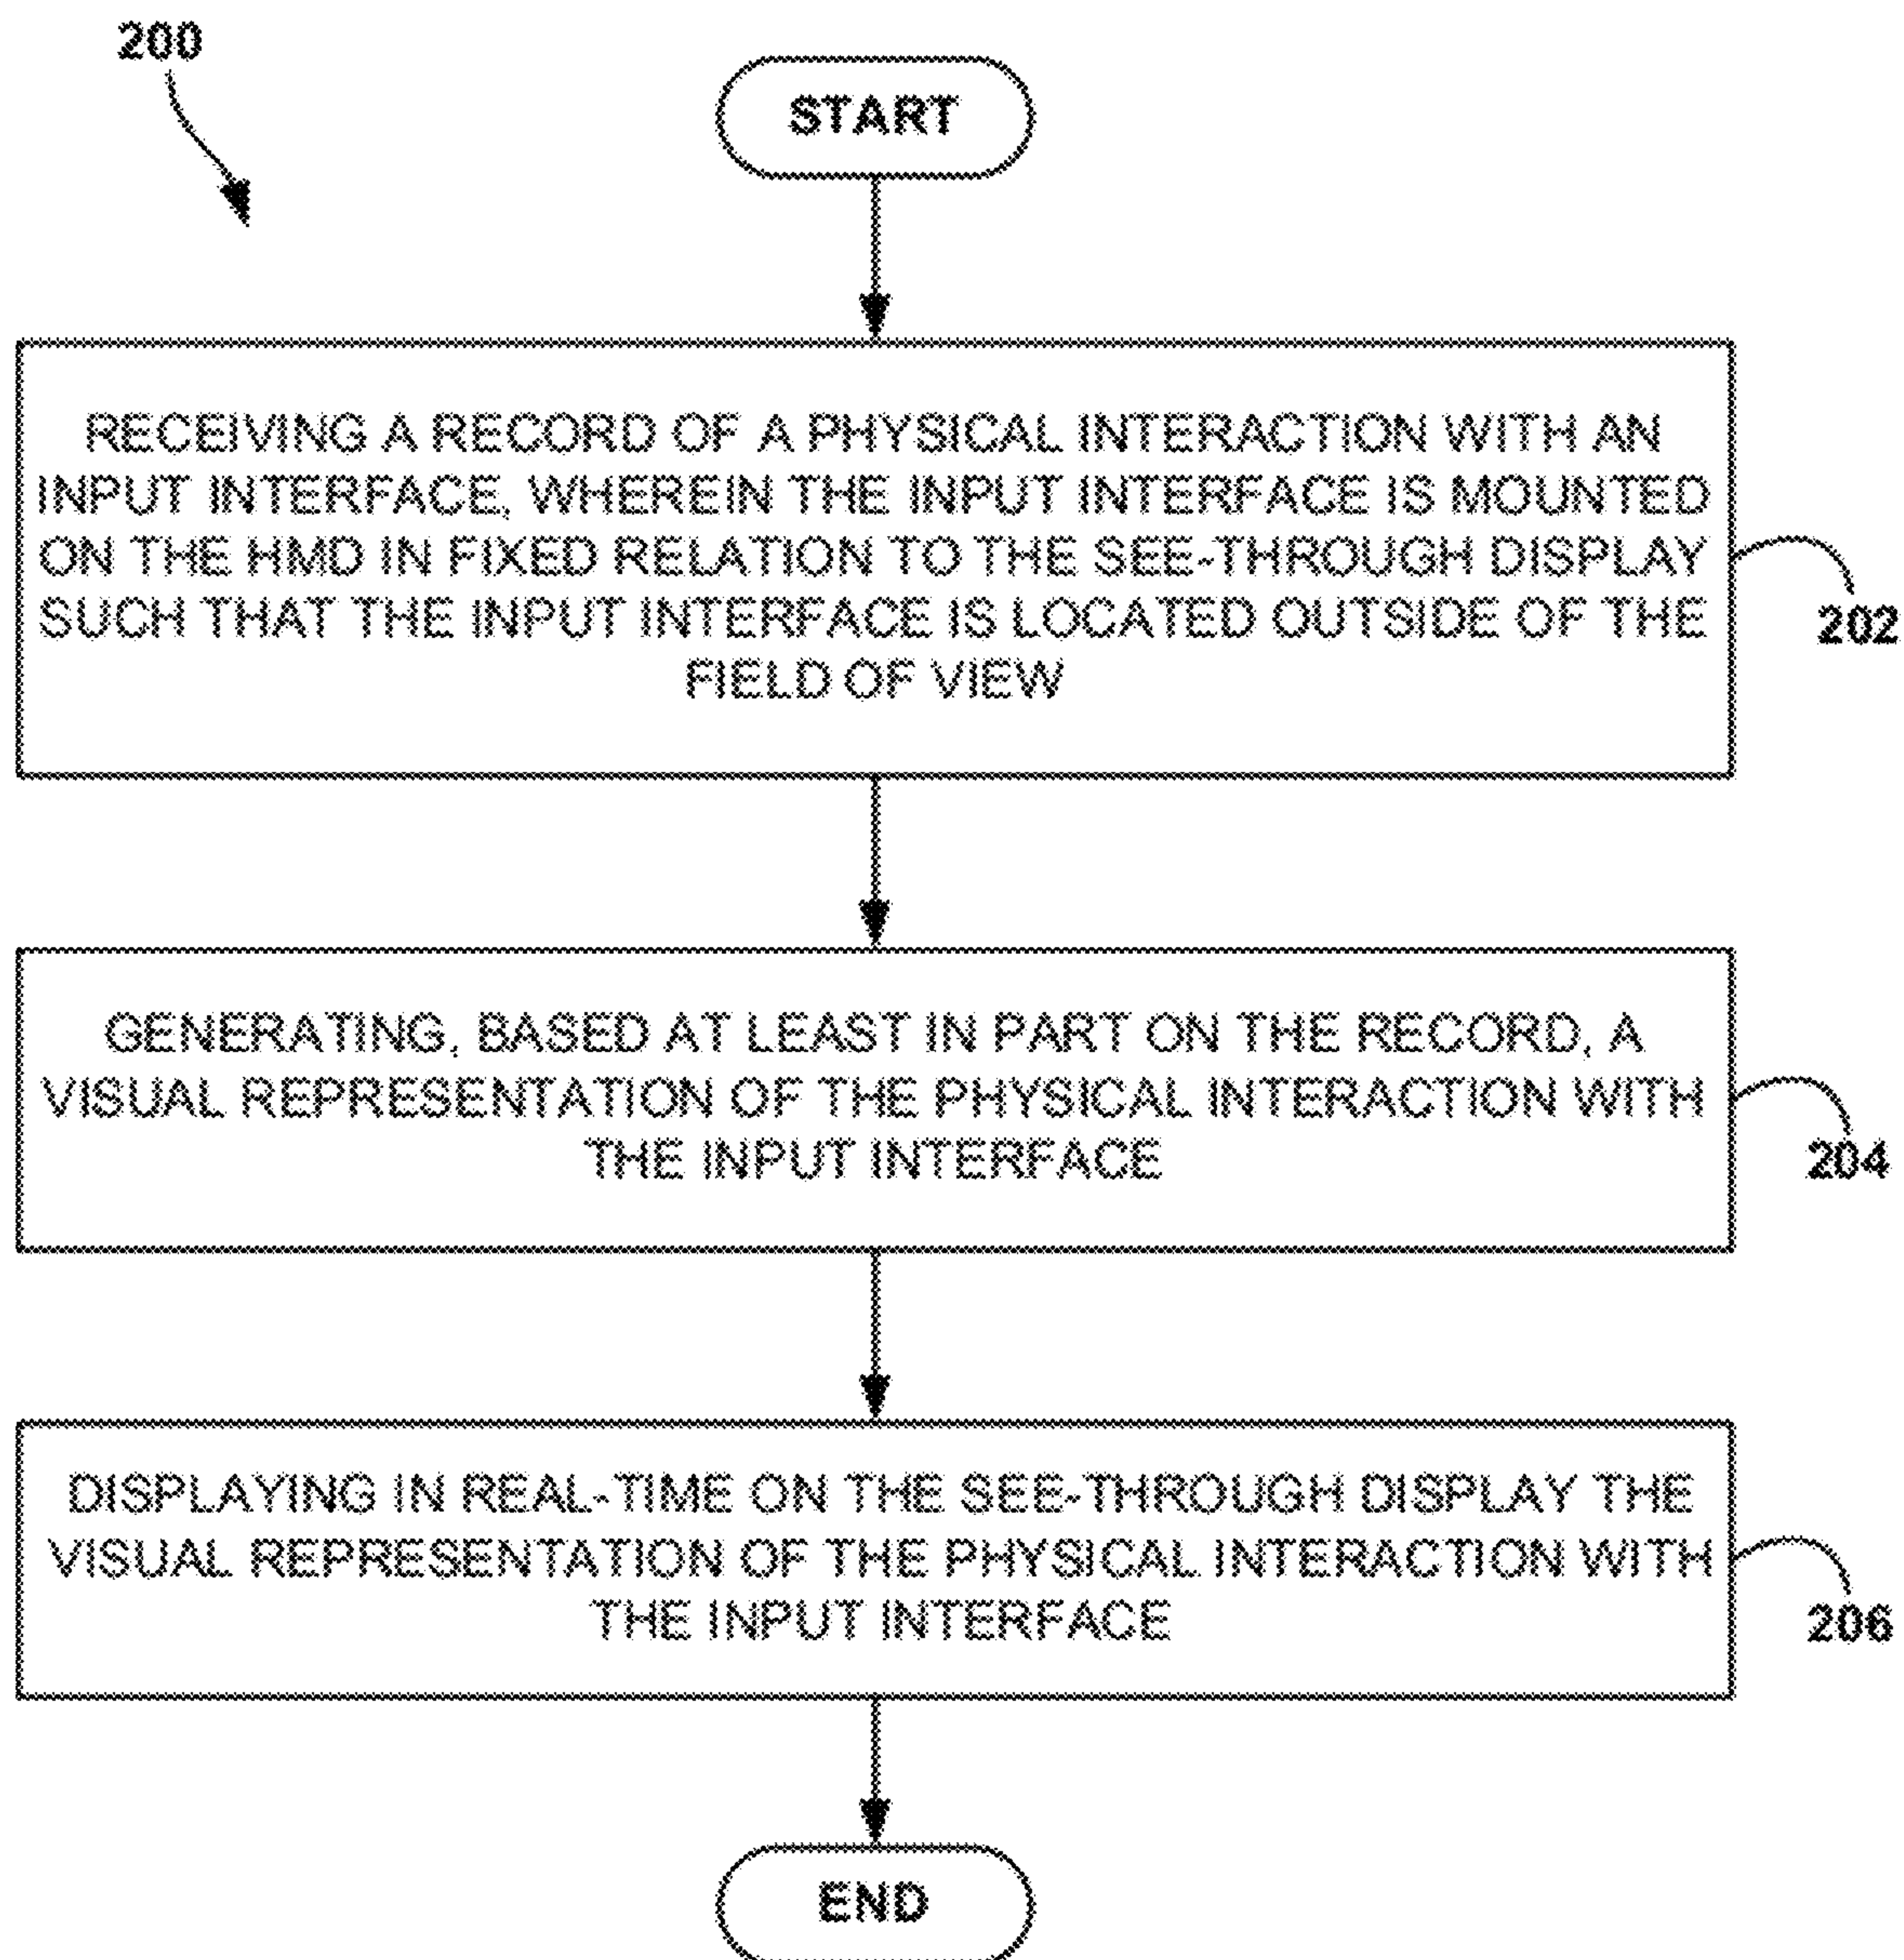 200
START
RECEIVING A RECORD OF A PHYSICAL INTERACTION WITH AN
INPUT INTERFACE, WHEREIN THE INPUT INTERFACE IS MOUNTED
ON THE HMD IN FIXED RELATION TO THE SEE-THROUGH DISPLAY
SUCH THAT THE INPUT INTERFACE IS LOCATED OUTSIDE OF THE
FIELD OF VIEW
202
GENERATING, BASED AT LEAST IN PART ON THE RECORD, A
VISUAL REPRESENTATION OF THE PHYSICAL INTERACTION WITH
THE INPUT INTERFACE
204
DISPLAYING IN REAL-TIME ON THE SEE-THROUGH DISPLAY THE
VISUAL REPRESENTATION OF THE PHYSICAL INTERACTION WITH
THE INPUT INTERFACE
206
END